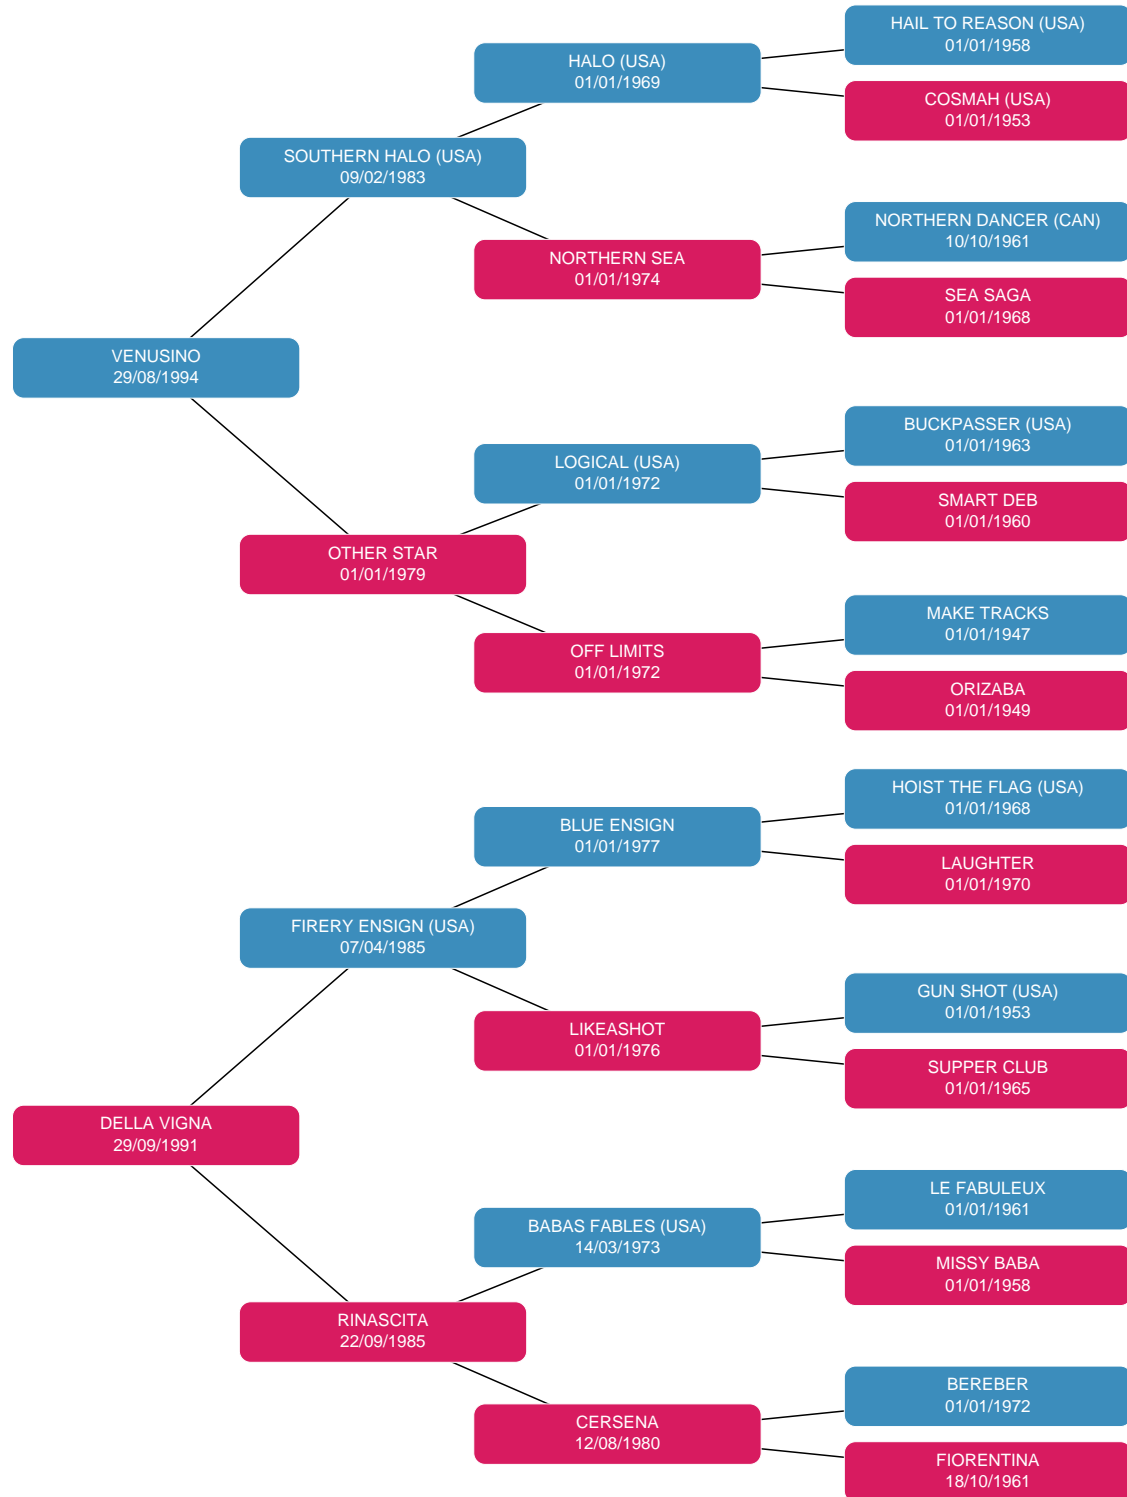 HAIL TO REASON (USA)
01/01/1958
HALO (USA)
01/01/1969
COSMAH (USA)
01/01/1953
SOUTHERN HALO (USA)
09/02/1983
NORTHERN DANCER (CAN)
10/10/1961
NORTHERN SEA
01/01/1974
SEA SAGA
01/01/1968
VENUSINO
29/08/1994
BUCKPASSER (USA)
01/01/1963
LOGICAL (USA)
01/01/1972
SMART DEB
01/01/1960
OTHER STAR
01/01/1979
MAKE TRACKS
01/01/1947
OFF LIMITS
01/01/1972
ORIZABA
01/01/1949
HOIST THE FLAG (USA)
01/01/1968
BLUE ENSIGN
01/01/1977
LAUGHTER
01/01/1970
FIRERY ENSIGN (USA)
07/04/1985
GUN SHOT (USA)
01/01/1953
LIKEASHOT
01/01/1976
SUPPER CLUB
01/01/1965
DELLA VIGNA
29/09/1991
LE FABULEUX
01/01/1961
BABAS FABLES (USA)
14/03/1973
MISSY BABA
01/01/1958
RINASCITA
22/09/1985
BEREBER
01/01/1972
CERSENA
12/08/1980
FIORENTINA
18/10/1961